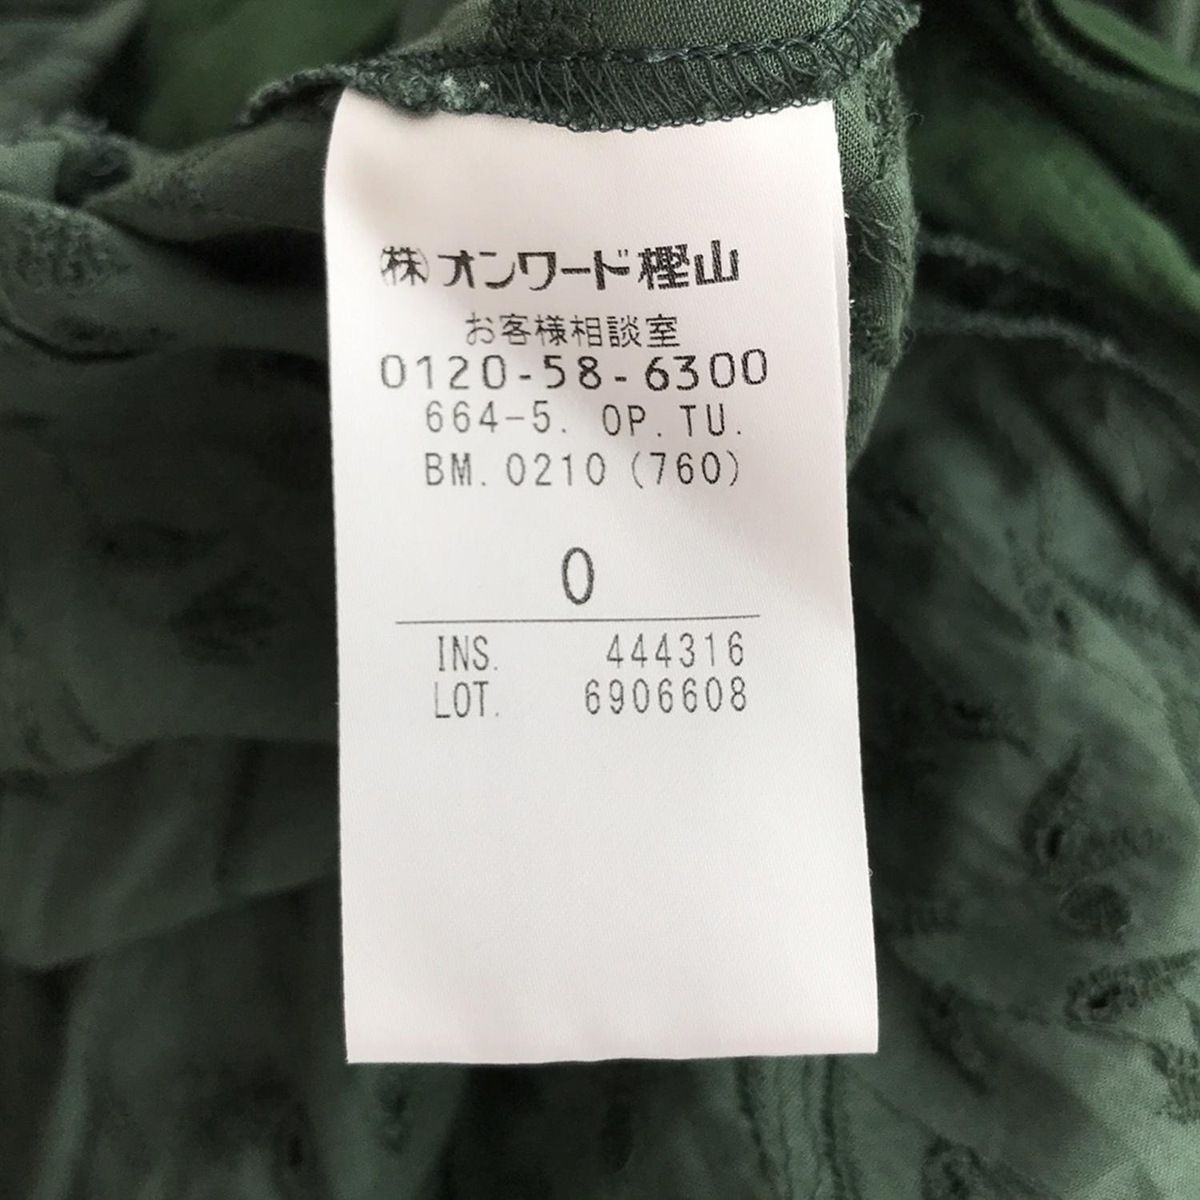 ㈱オンワード樫山
お客様相談室
0120-58-6300
664-5. OP.TU.
BM.0210(760)
0
INS. 444316
LOT. 6906608